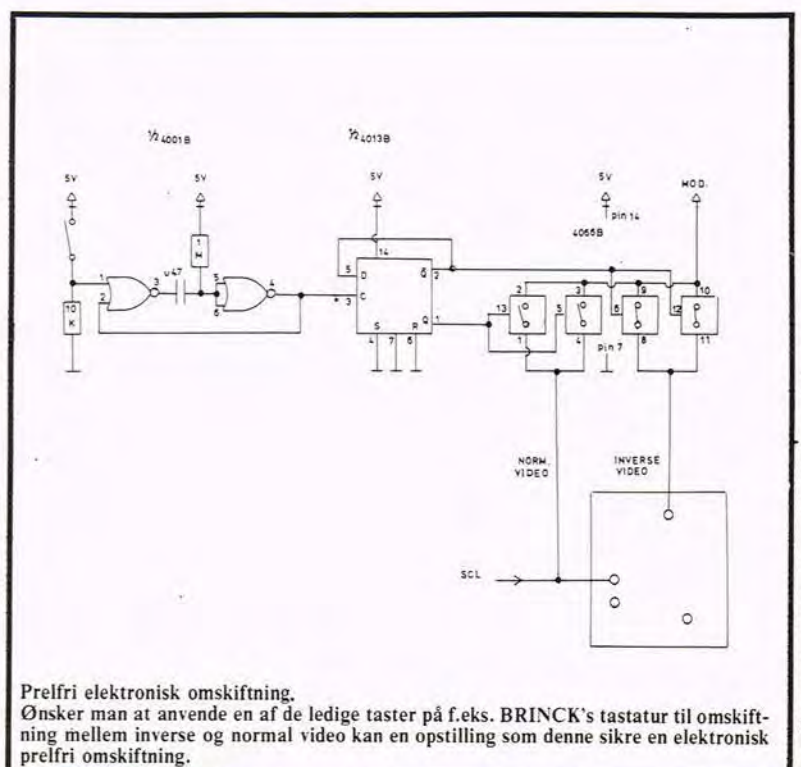 ½ 4001B
½ 4013B
5V
5V
5V
5V
MOD.
pin 14
4066B
1 M
10 K
µ47
1
2
3
5
6
4
14
5 D
Q̅ 2
3 C
Q 1
S
R
4
7
6
2
3
9
10
13
5
6
12
1
4
8
11
pin 7
NORM.
VIDEO
INVERSE
VIDEO
SCL
Prelfri elektronisk omskiftning.
Ønsker man at anvende en af de ledige taster på f.eks. BRINCK's tastatur til omskift-
ning mellem inverse og normal video kan en opstilling som denne sikre en elektronisk
prelfri omskiftning.